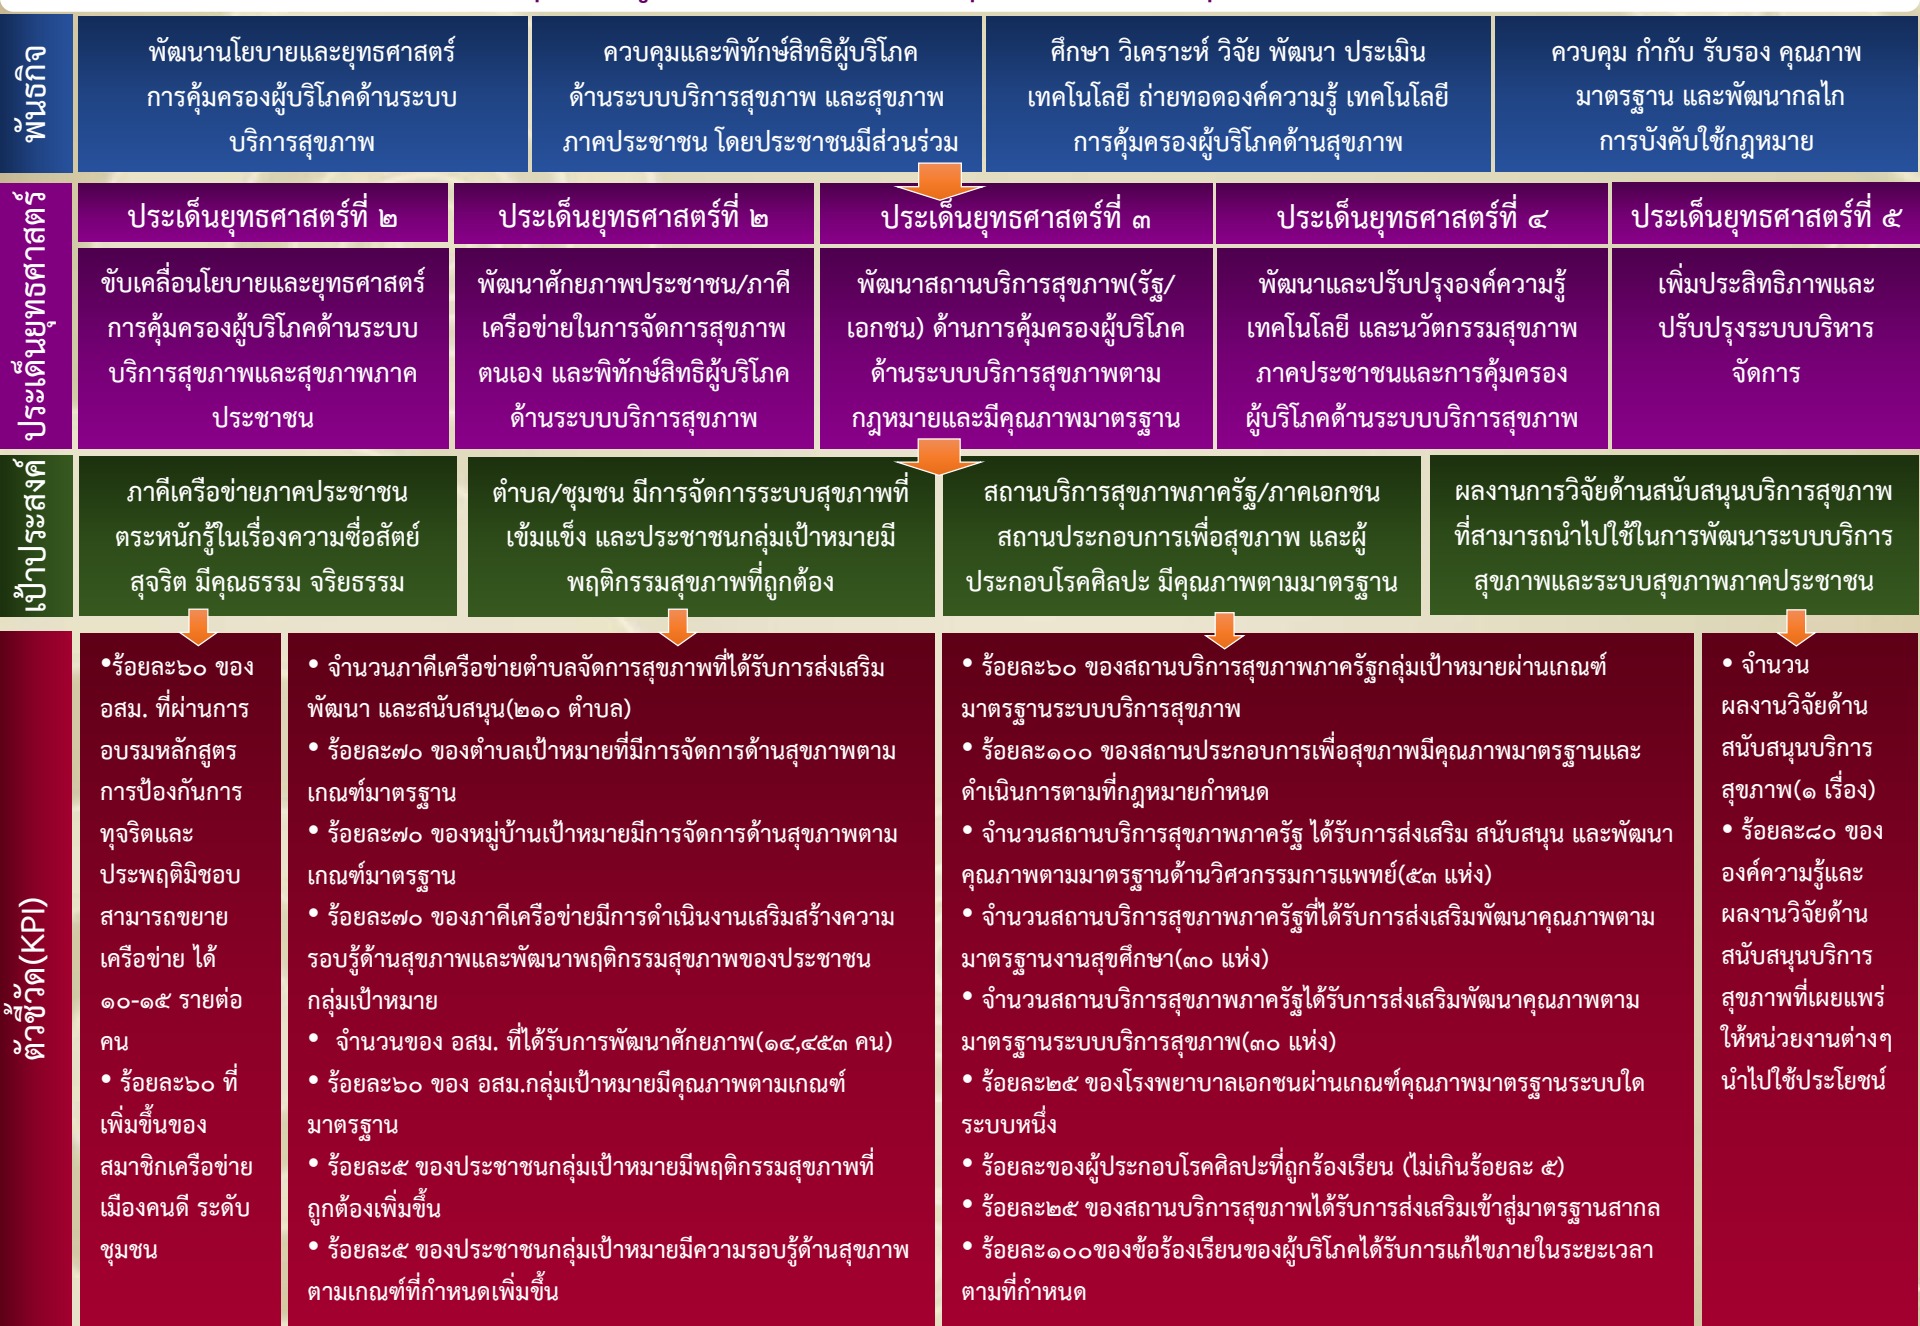 พันธกิจ
พัฒนานโยบายและยุทธศาสตร์
การคุ้มครองผู้บริโภคด้านระบบ
บริการสุขภาพ
ควบคุมและพิทักษ์สิทธิผู้บริโภค
ด้านระบบบริการสุขภาพ และสุขภาพ
ภาคประชาชน โดยประชาชนมีส่วนร่วม
ศึกษา วิเคราะห์ วิจัย พัฒนา ประเมิน
เทคโนโลยี ถ่ายทอดองค์ความรู้ เทคโนโลยี
การคุ้มครองผู้บริโภคด้านสุขภาพ
ควบคุม กำกับ รับรอง คุณภาพ
มาตรฐาน และพัฒนากลไก
การบังคับใช้กฎหมาย
ประเด็นยุทธศาสตร์
ประเด็นยุทธศาสตร์ที่ ๒
ประเด็นยุทธศาสตร์ที่ ๒
ประเด็นยุทธศาสตร์ที่ ๓
ประเด็นยุทธศาสตร์ที่ ๔
ประเด็นยุทธศาสตร์ที่ ๕
ขับเคลื่อนนโยบายและยุทธศาสตร์
การคุ้มครองผู้บริโภคด้านระบบ
บริการสุขภาพและสุขภาพภาค
ประชาชน
พัฒนาศักยภาพประชาชน/ภาคี
เครือข่ายในการจัดการสุขภาพ
ตนเอง และพิทักษ์สิทธิผู้บริโภค
ด้านระบบบริการสุขภาพ
พัฒนาสถานบริการสุขภาพ(รัฐ/
เอกชน) ด้านการคุ้มครองผู้บริโภค
ด้านระบบบริการสุขภาพตาม
กฎหมายและมีคุณภาพมาตรฐาน
พัฒนาและปรับปรุงองค์ความรู้
เทคโนโลยี และนวัตกรรมสุขภาพ
ภาคประชาชนและการคุ้มครอง
ผู้บริโภคด้านระบบบริการสุขภาพ
เพิ่มประสิทธิภาพและ
ปรับปรุงระบบบริหาร
จัดการ
เป้าประสงค์
ภาคีเครือข่ายภาคประชาชน
ตระหนักรู้ในเรื่องความซื่อสัตย์
สุจริต มีคุณธรรม จริยธรรม
ตำบล/ชุมชน มีการจัดการระบบสุขภาพที่
เข้มแข็ง และประชาชนกลุ่มเป้าหมายมี
พฤติกรรมสุขภาพที่ถูกต้อง
สถานบริการสุขภาพภาครัฐ/ภาคเอกชน
สถานประกอบการเพื่อสุขภาพ และผู้
ประกอบโรคศิลปะ มีคุณภาพตามมาตรฐาน
ผลงานการวิจัยด้านสนับสนุนบริการสุขภาพ
ที่สามารถนำไปใช้ในการพัฒนาระบบบริการ
สุขภาพและระบบสุขภาพภาคประชาชน
ตัวชี้วัด(KPI)
•ร้อยละ๖๐ ของ
อสม. ที่ผ่านการ
อบรมหลักสูตร
การป้องกันการ
ทุจริตและ
ประพฤติมิชอบ
สามารถขยาย
เครือข่าย ได้
๑๐-๑๕ รายต่อ
คน
• ร้อยละ๖๐ ที่
เพิ่มขึ้นของ
สมาชิกเครือข่าย
เมืองคนดี ระดับ
ชุมชน
• จำนวนภาคีเครือข่ายตำบลจัดการสุขภาพที่ได้รับการส่งเสริม
พัฒนา และสนับสนุน(๒๑๐ ตำบล)
• ร้อยละ๗๐ ของตำบลเป้าหมายที่มีการจัดการด้านสุขภาพตาม
เกณฑ์มาตรฐาน
• ร้อยละ๗๐ ของหมู่บ้านเป้าหมายมีการจัดการด้านสุขภาพตาม
เกณฑ์มาตรฐาน
• ร้อยละ๗๐ ของภาคีเครือข่ายมีการดำเนินงานเสริมสร้างความ
รอบรู้ด้านสุขภาพและพัฒนาพฤติกรรมสุขภาพของประชาชน
กลุ่มเป้าหมาย
• จำนวนของ อสม. ที่ได้รับการพัฒนาศักยภาพ(๑๔,๔๕๓ คน)
• ร้อยละ๖๐ ของ อสม.กลุ่มเป้าหมายมีคุณภาพตามเกณฑ์
มาตรฐาน
• ร้อยละ๕ ของประชาชนกลุ่มเป้าหมายมีพฤติกรรมสุขภาพที่
ถูกต้องเพิ่มขึ้น
• ร้อยละ๕ ของประชาชนกลุ่มเป้าหมายมีความรอบรู้ด้านสุขภาพ
ตามเกณฑ์ที่กำหนดเพิ่มขึ้น
• ร้อยละ๖๐ ของสถานบริการสุขภาพภาครัฐกลุ่มเป้าหมายผ่านเกณฑ์
มาตรฐานระบบบริการสุขภาพ
• ร้อยละ๑๐๐ ของสถานประกอบการเพื่อสุขภาพมีคุณภาพมาตรฐานและ
ดำเนินการตามที่กฎหมายกำหนด
• จำนวนสถานบริการสุขภาพภาครัฐ ได้รับการส่งเสริม สนับสนุน และพัฒนา
คุณภาพตามมาตรฐานด้านวิศวกรรมการแพทย์(๕๓ แห่ง)
• จำนวนสถานบริการสุขภาพภาครัฐที่ได้รับการส่งเสริมพัฒนาคุณภาพตาม
มาตรฐานงานสุขศึกษา(๓๐ แห่ง)
• จำนวนสถานบริการสุขภาพภาครัฐได้รับการส่งเสริมพัฒนาคุณภาพตาม
มาตรฐานระบบบริการสุขภาพ(๓๐ แห่ง)
• ร้อยละ๒๕ ของโรงพยาบาลเอกชนผ่านเกณฑ์คุณภาพมาตรฐานระบบใด
ระบบหนึ่ง
• ร้อยละของผู้ประกอบโรคศิลปะที่ถูกร้องเรียน (ไม่เกินร้อยละ ๕)
• ร้อยละ๒๕ ของสถานบริการสุขภาพได้รับการส่งเสริมเข้าสู่มาตรฐานสากล
• ร้อยละ๑๐๐ของข้อร้องเรียนของผู้บริโภคได้รับการแก้ไขภายในระยะเวลา
ตามที่กำหนด
• จำนวน
ผลงานวิจัยด้าน
สนับสนุนบริการ
สุขภาพ(๑ เรื่อง)
• ร้อยละ๘๐ ของ
องค์ความรู้และ
ผลงานวิจัยด้าน
สนับสนุนบริการ
สุขภาพที่เผยแพร่
ให้หน่วยงานต่างๆ
นำไปใช้ประโยชน์